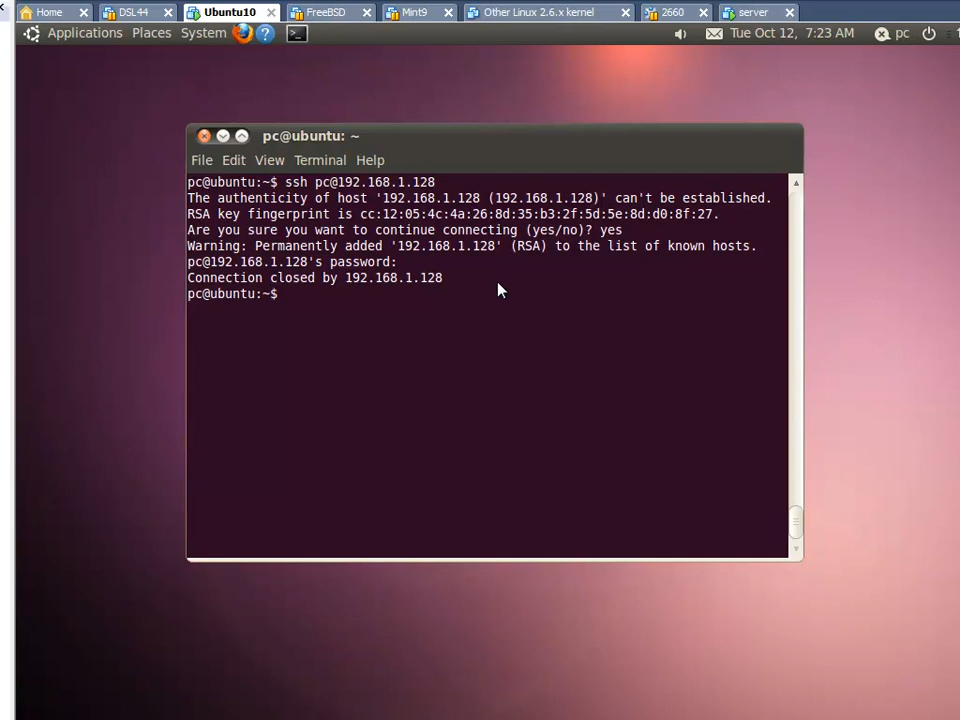 Home DSL44 Ubuntu10 FreeBSD Mint9 Other Linux 2.6.x kernel 2660 server
Applications Places System Tue Oct 12, 7:23 AM pc
pc@ubuntu: ~
File Edit View Terminal Help
pc@ubuntu:~$ ssh pc@192.168.1.128
The authenticity of host '192.168.1.128 (192.168.1.128)' can't be established.
RSA key fingerprint is cc:12:05:4c:4a:26:8d:35:b3:2f:5d:5e:8d:d0:8f:27.
Are you sure you want to continue connecting (yes/no)? yes
Warning: Permanently added '192.168.1.128' (RSA) to the list of known hosts.
pc@192.168.1.128's password:
Connection closed by 192.168.1.128
pc@ubuntu:~$